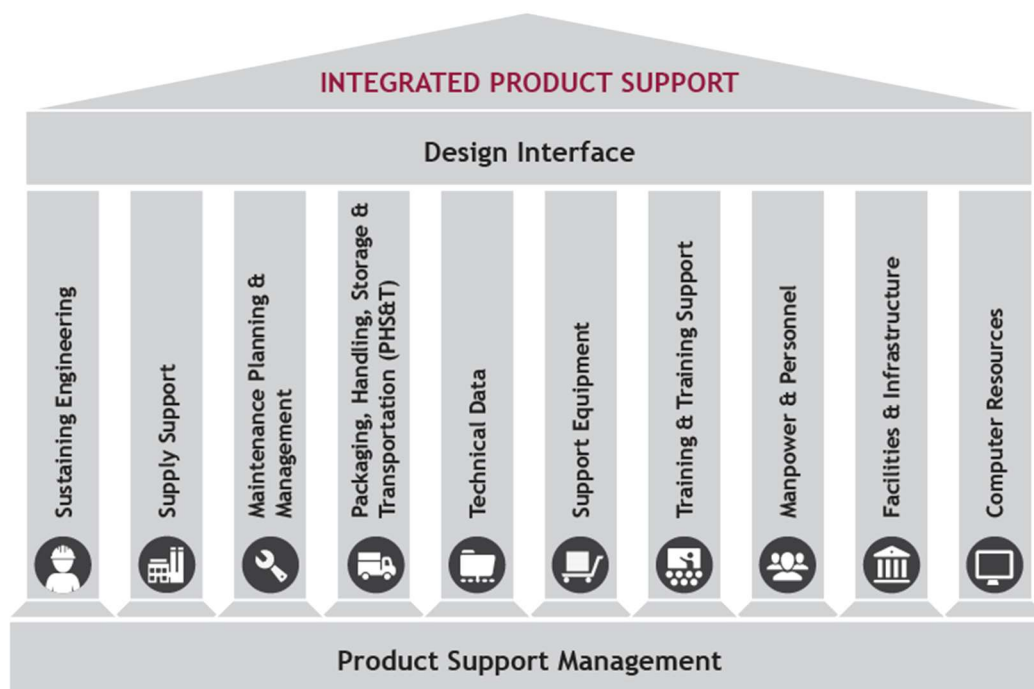 INTEGRATED PRODUCT SUPPORT
Design Interface
Sustaining Engineering
Supply Support
Maintenance Planning &
Management
Packaging, Handling, Storage &
Transportation (PHS&T)
Technical Data
Support Equipment
Training & Training Support
Manpower & Personnel
Facilities & Infrastructure
Computer Resources
Product Support Management